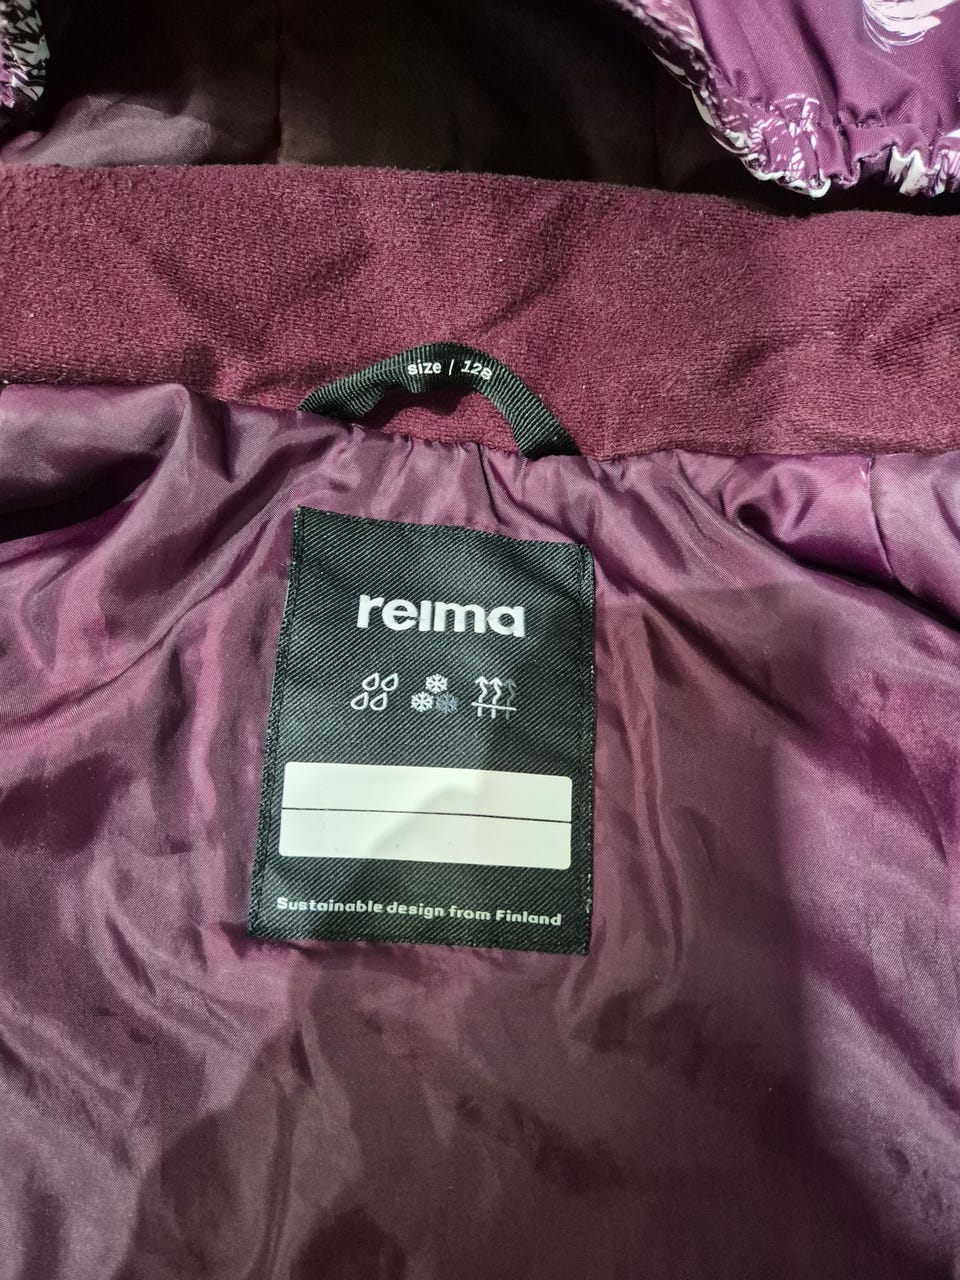 size / 128
reima
Sustainable design from Finland